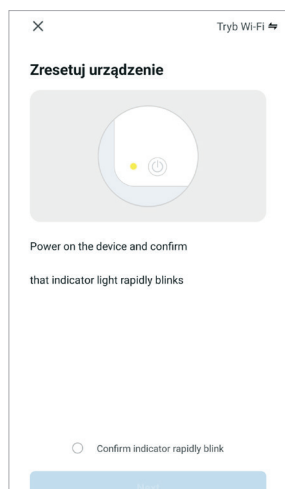 Tryb Wi-Fi
Zresetuj urządzenie
Power on the device and confirm
that indicator light rapidly blinks
Confirm indicator rapidly blink
Next